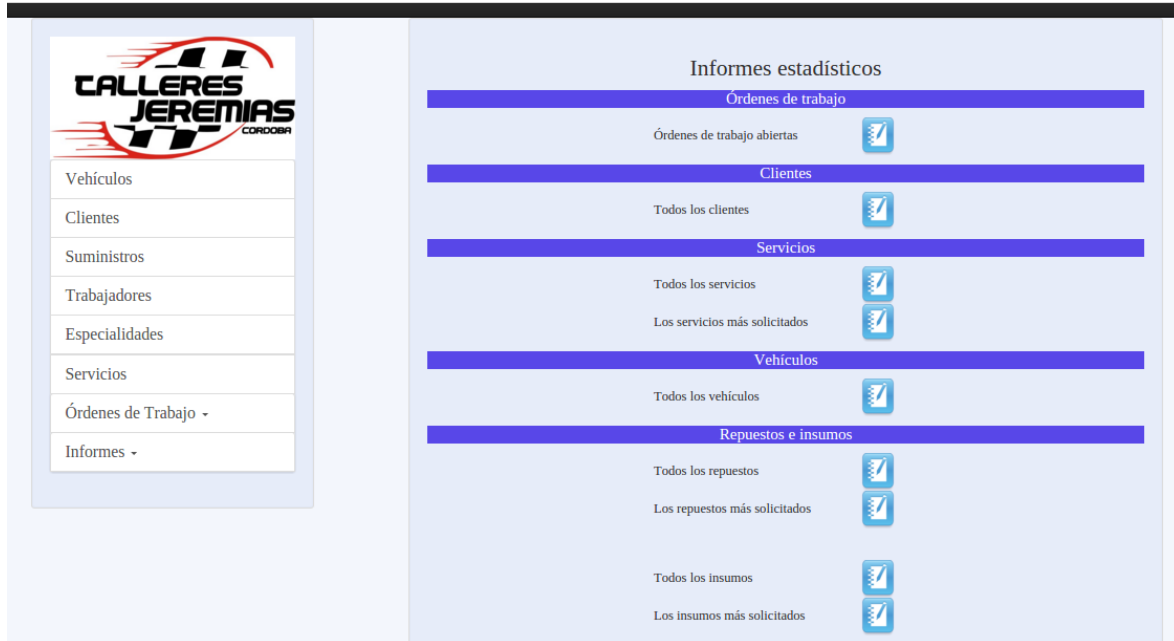 TALLERES
JEREMIAS
CORDOBA
Vehículos
Clientes
Suministros
Trabajadores
Especialidades
Servicios
Órdenes de Trabajo
Informes
Informes estadísticos
Órdenes de trabajo
Órdenes de trabajo abiertas
Clientes
Todos los clientes
Servicios
Todos los servicios
Los servicios más solicitados
Vehículos
Todos los vehículos
Repuestos e insumos
Todos los repuestos
Los repuestos más solicitados
Todos los insumos
Los insumos más solicitados